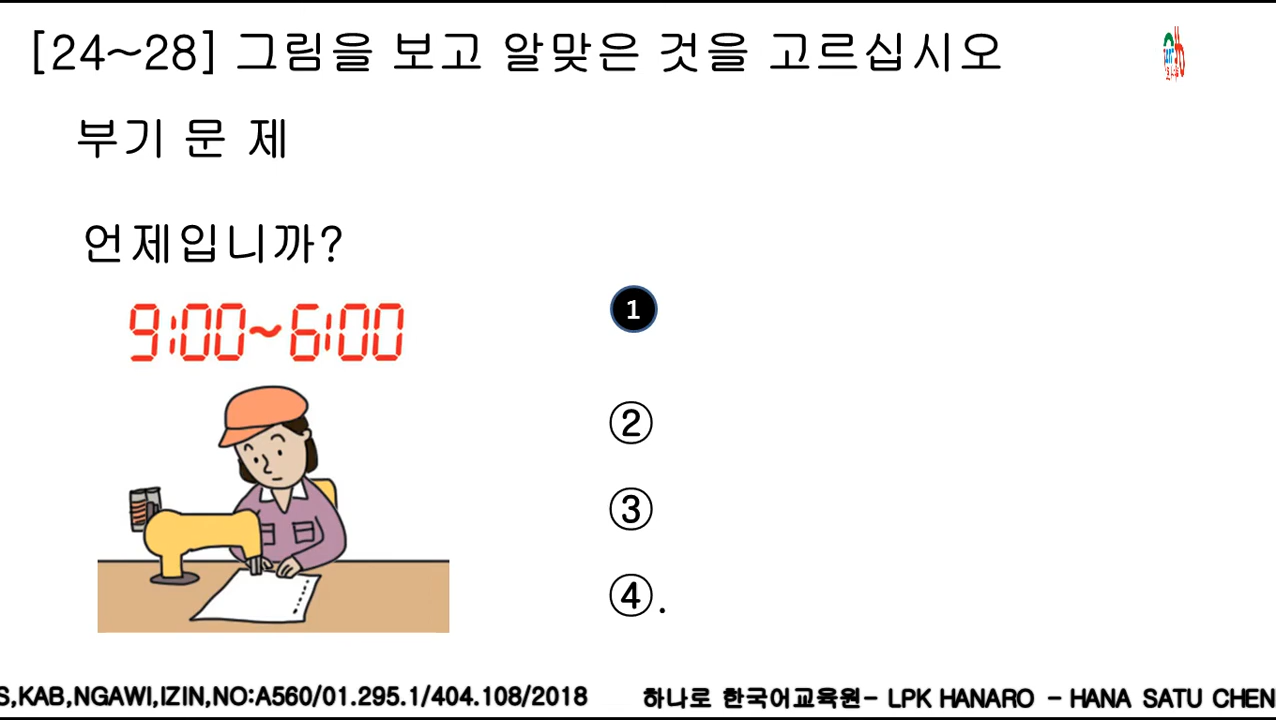 [24~28] 그림을 보고 알맞은 것을 고르십시오
부기 문 제
언제입니까?
9:00~6:00
1
②
③
④.
S,KAB,NGAWI,IZIN,NO:A560/01.295.1/404.108/2018 하나로 한국어교육원- LPK HANARO - HANA SATU CHEN